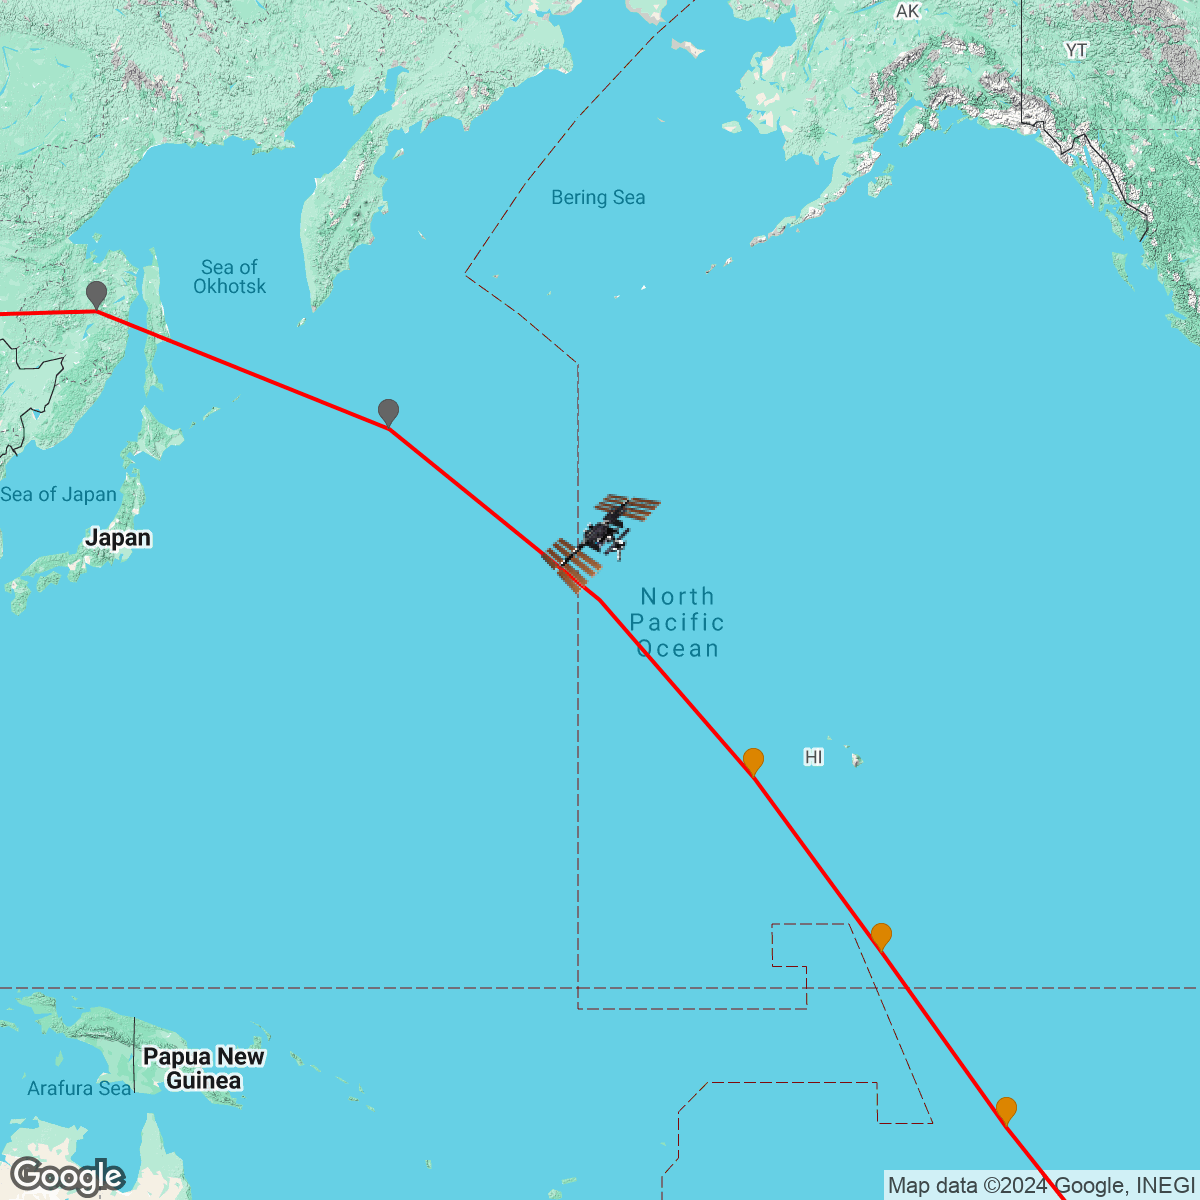 AK
YT
Bering Sea
Sea of
Okhotsk
Sea of Japan
Japan
North
Pacific
Ocean
HI
Papua New
Guinea
Arafura Sea
Google
Map data ©2024 Google, INEGI